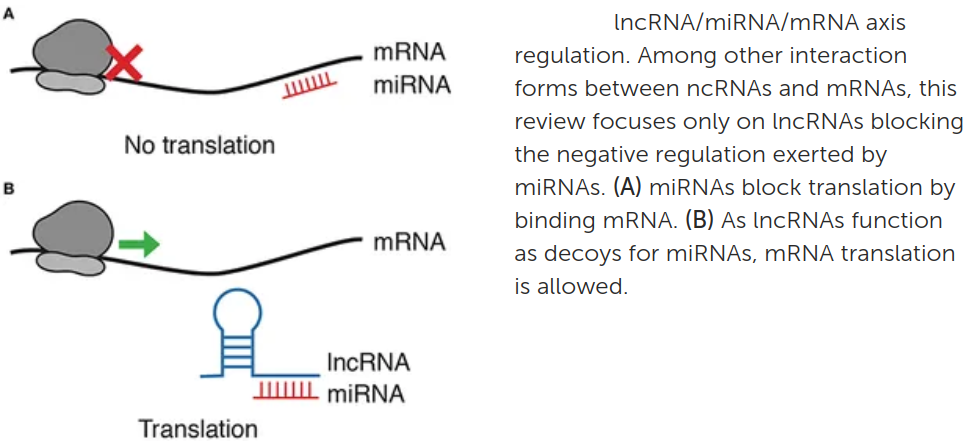 A
mRNA
miRNA
No translation
B
mRNA
lncRNA
miRNA
Translation
lncRNA/miRNA/mRNA axis
regulation. Among other interaction
forms between ncRNAs and mRNAs, this
review focuses only on lncRNAs blocking
the negative regulation exerted by
miRNAs. (A) miRNAs block translation by
binding mRNA. (B) As lncRNAs function
as decoys for miRNAs, mRNA translation
is allowed.